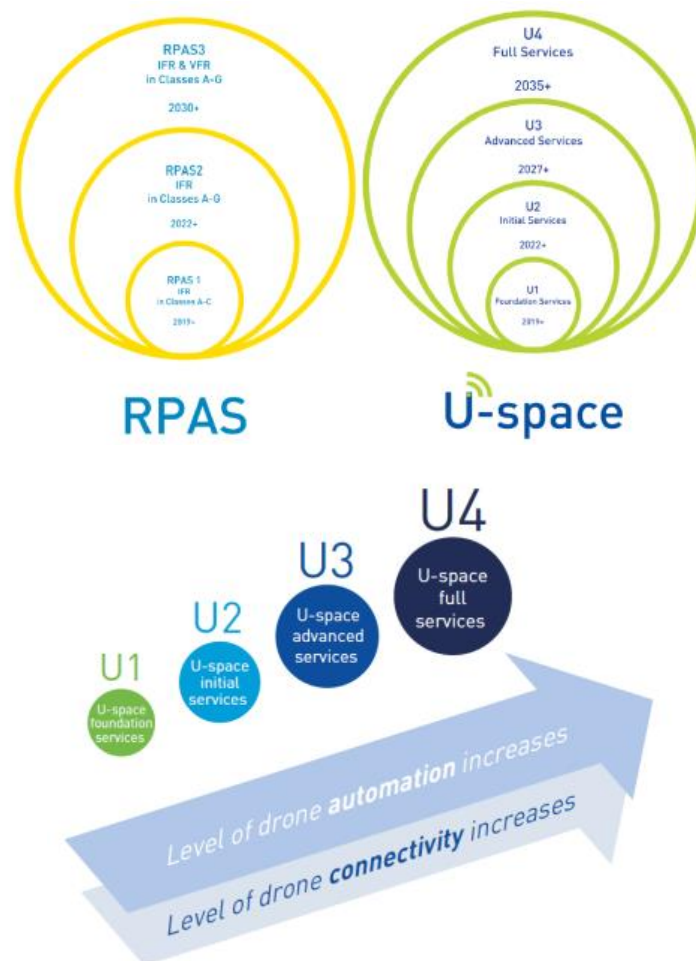 RPAS3
IFR & VFR
in Classes A-G
2030+
RPAS2
IFR
in Classes A-G
2022+
RPAS 1
IFR
in Classes A-C
2019+
RPAS
U4
Full Services
2035+
U3
Advanced Services
2027+
U2
Initial Services
2022+
U1
Foundation Services
2019+
U-space
U1
U-space
foundation
services
U2
U-space
initial
services
U3
U-space
advanced
services
U4
U-space
full
services
Level of drone automation increases
Level of drone connectivity increases